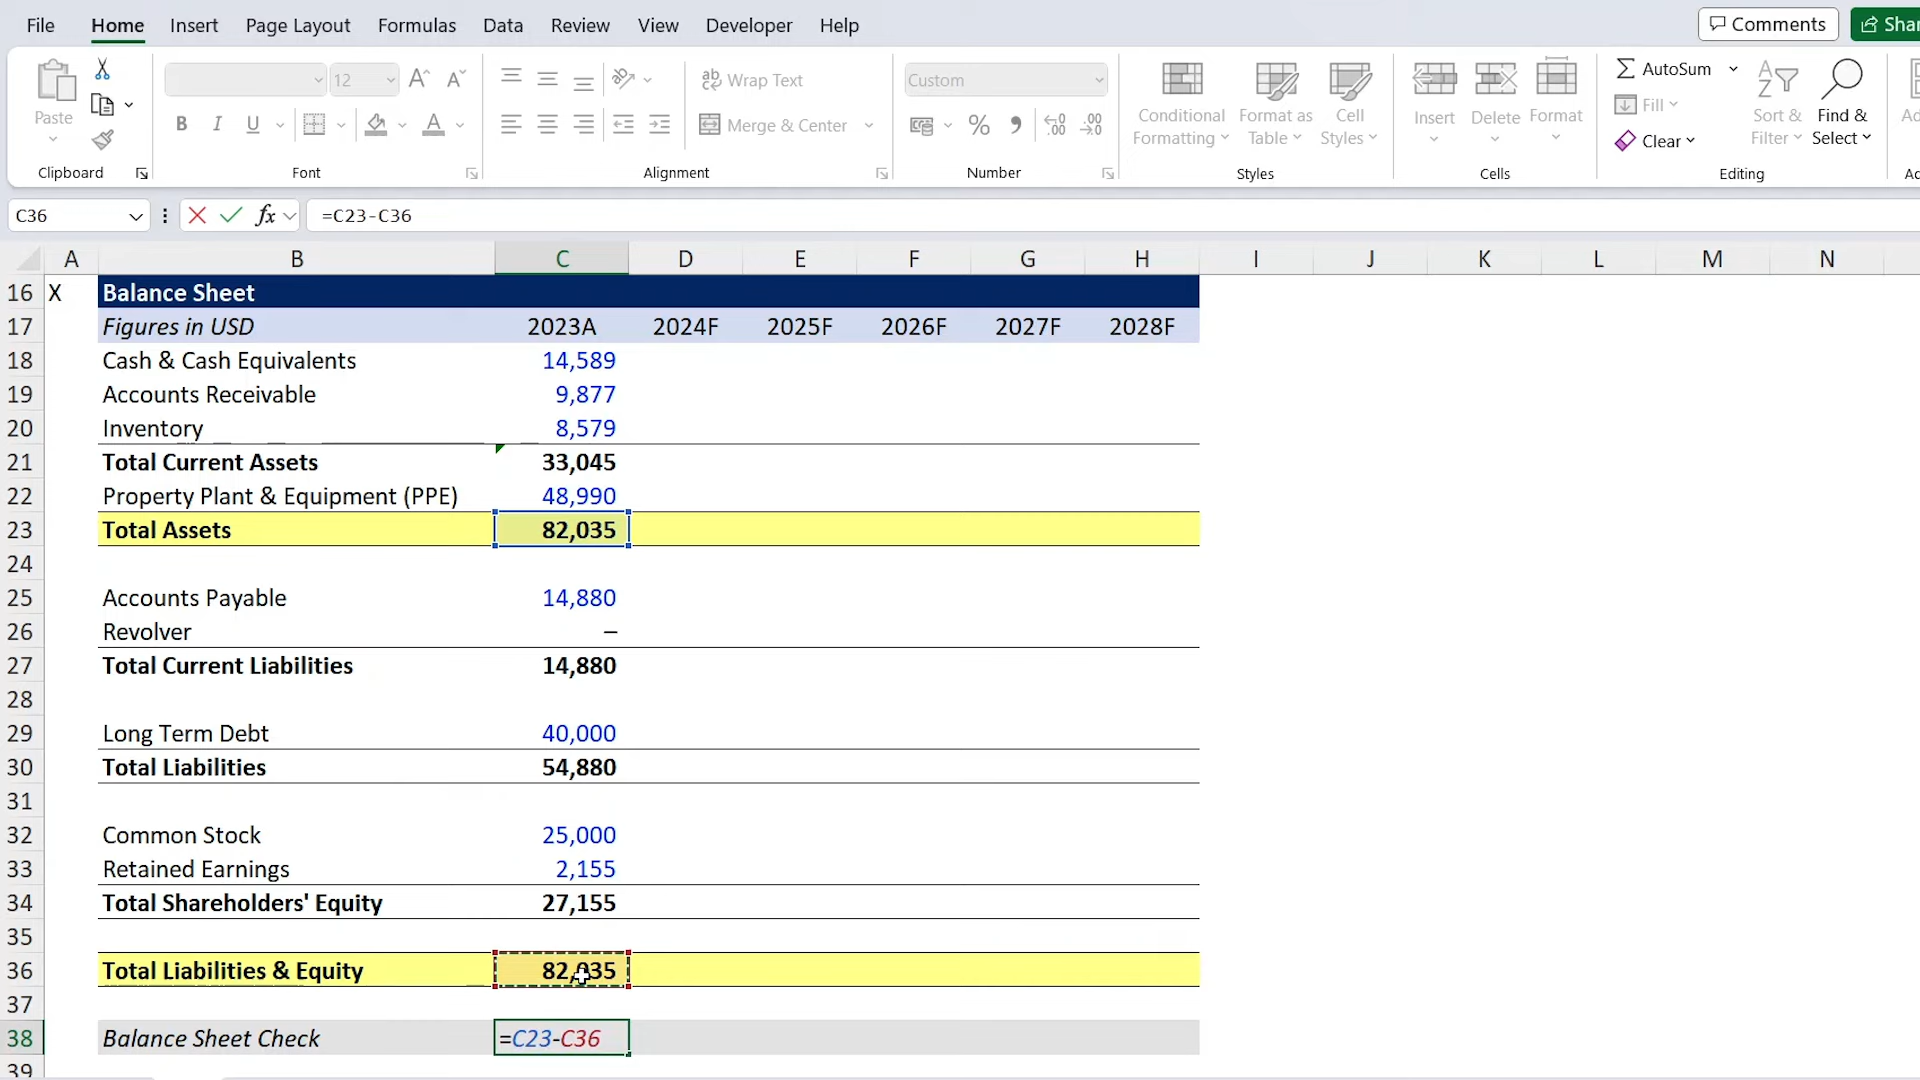 File Home Insert Page Layout Formulas Data Review View Developer Help Comments
Paste 12 Wrap Text Custom AutoSum
B I U Merge & Center Conditional Formatting Format as Table Cell Styles Insert Delete Format Fill Clear Sort & Filter Find & Select
Clipboard Font Alignment Number Styles Cells Editing
C36 fx =C23-C36
A B C D E F G H I J K L M N
16 X Balance Sheet
17 Figures in USD 2023A 2024F 2025F 2026F 2027F 2028F
18 Cash & Cash Equivalents 14,589
19 Accounts Receivable 9,877
20 Inventory 8,579
21 Total Current Assets 33,045
22 Property Plant & Equipment (PPE) 48,990
23 Total Assets 82,035
24
25 Accounts Payable 14,880
26 Revolver –
27 Total Current Liabilities 14,880
28
29 Long Term Debt 40,000
30 Total Liabilities 54,880
31
32 Common Stock 25,000
33 Retained Earnings 2,155
34 Total Shareholders' Equity 27,155
35
36 Total Liabilities & Equity 82,035
37
38 Balance Sheet Check =C23-C36
39